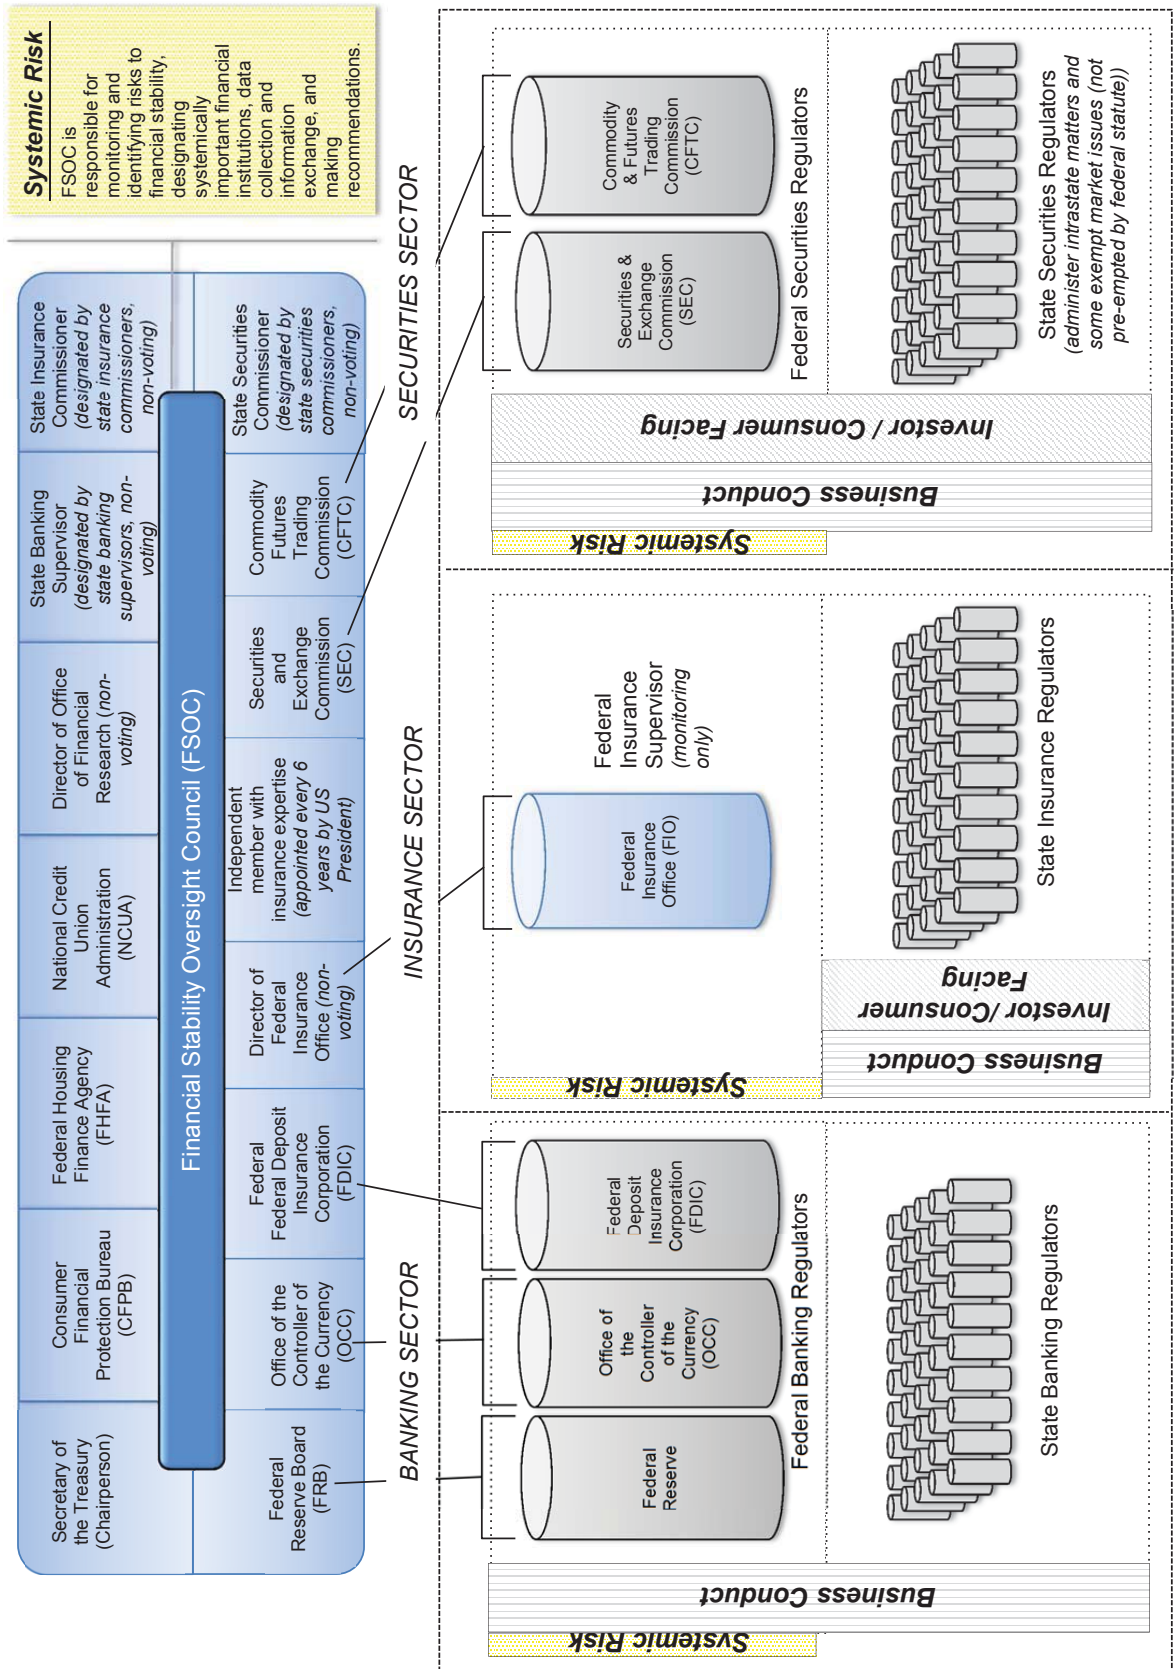 Secretary of
the Treasury
(Chairperson)
Consumer
Financial
Protection Bureau
(CFPB)
Federal Housing
Finance Agency
(FHFA)
National Credit
Union
Administration
(NCUA)
Director of Office
of Financial
Research (non-
voting)
State Banking
Supervisor
(designated by
state banking
supervisors, non-
voting)
State Insurance
Commissioner
(designated by
state insurance
commissioners,
non-voting)
Systemic Risk
FSOC is
responsible for
monitoring and
identifying risks to
financial stability,
designating
systemically
important financial
institutions, data
collection and
information
exchange, and
making
recommendations.
Financial Stability Oversight Council (FSOC)
Federal
Reserve Board
(FRB)
Office of the
Controller of
the Currency
(OCC)
Federal
Federal Deposit
Insurance
Corporation
(FDIC)
Director of
Federal
Insurance
Office (non-
voting)
Independent
member with
insurance expertise
(appointed every 6
years by US
President)
Securities
and
Exchange
Commission
(SEC)
Commodity
Futures
Trading
Commission
(CFTC)
State Securities
Commissioner
(designated by
state securities
commissioners,
non-voting)
BANKING SECTOR
INSURANCE SECTOR
SECURITIES SECTOR
Systemic Risk
Business Conduct
Federal
Reserve
Office of
the
Controller
of the
Currency
(OCC)
Federal
Deposit
Insurance
Corporation
(FDIC)
Federal Banking Regulators
State Banking Regulators
Systemic Risk
Business Conduct
Investor /Consumer
Facing
Federal
Insurance
Office (FIO)
Federal
Insurance
Supervisor
(monitoring
only)
State Insurance Regulators
Systemic Risk
Business Conduct
Investor / Consumer Facing
Securities &
Exchange
Commission
(SEC)
Commodity
& Futures
Trading
Commission
(CFTC)
Federal Securities Regulators
State Securities Regulators
(administer intrastate matters and
some exempt market issues (not
pre-empted by federal statute))